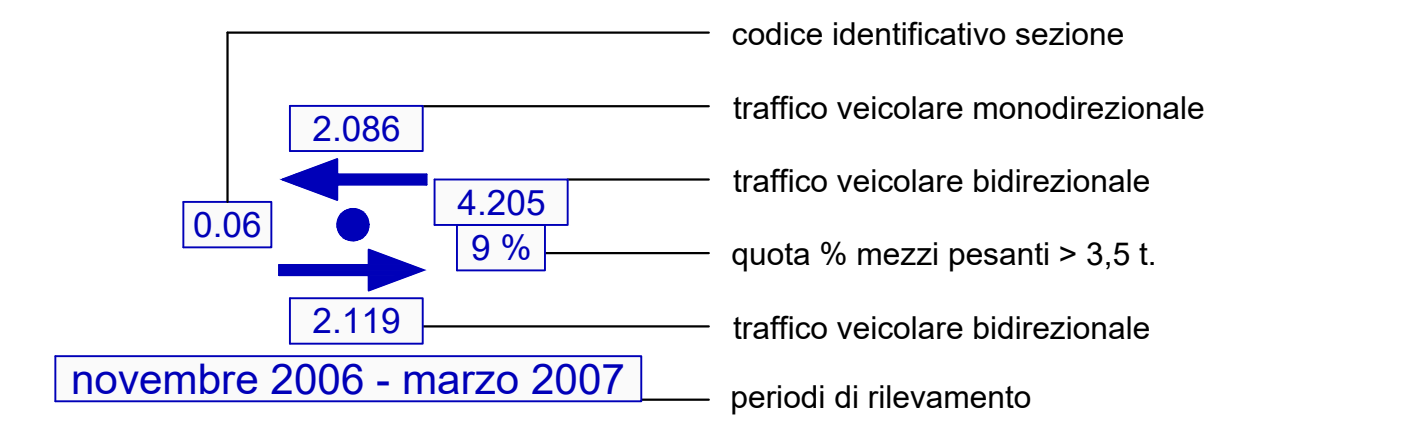 codice identificativo sezione
2.086
traffico veicolare monodirezionale
4.205
traffico veicolare bidirezionale
0.06
9 %
quota % mezzi pesanti > 3,5 t.
2.119
traffico veicolare bidirezionale
novembre 2006 - marzo 2007
periodi di rilevamento